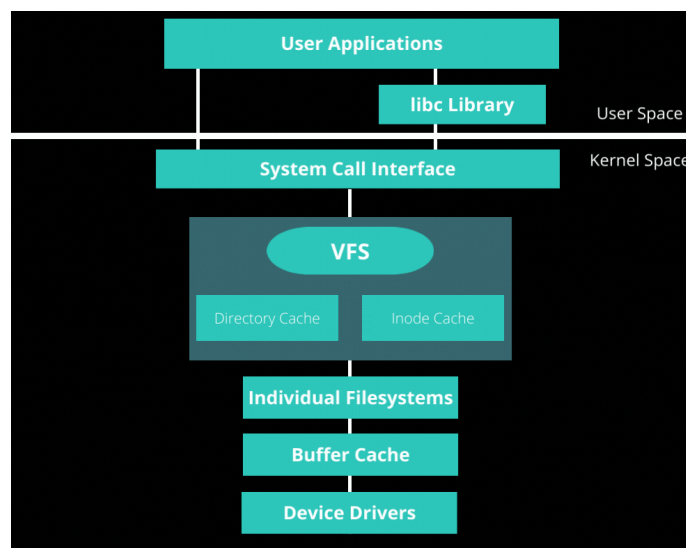 User Applications
libc Library
User Space
Kernel Space
System Call Interface
VFS
Directory Cache
Inode Cache
Individual Filesystems
Buffer Cache
Device Drivers